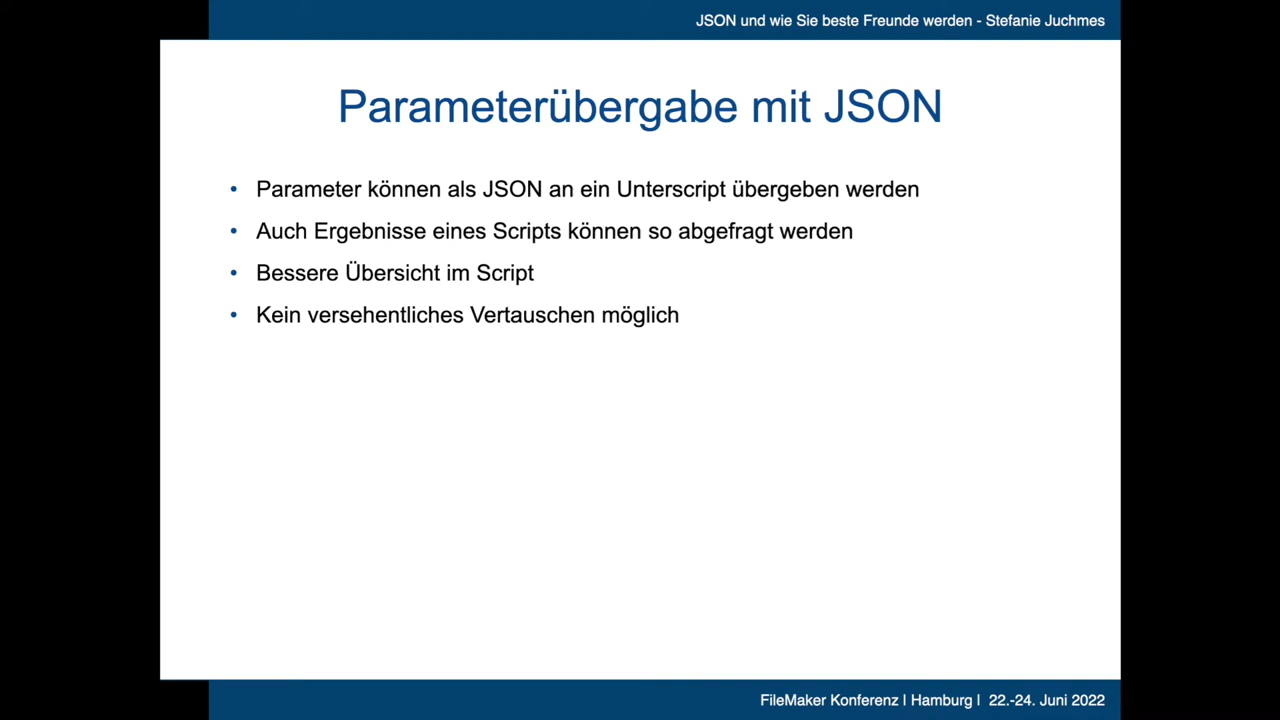 JSON und wie Sie beste Freunde werden - Stefanie Juchmes
Parameterübergabe mit JSON
• Parameter können als JSON an ein Unterscript übergeben werden
• Auch Ergebnisse eines Scripts können so abgefragt werden
• Bessere Übersicht im Script
• Kein versehentliches Vertauschen möglich
FileMaker Konferenz | Hamburg | 22.-24. Juni 2022